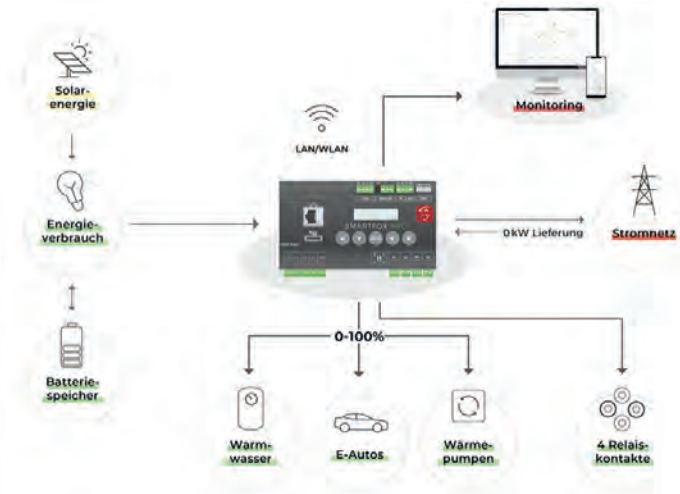 Solar-
energie
LAN/WLAN
Monitoring
Energie-
verbrauch
SMARTFOX
0 kW Lieferung
Stromnetz
0-100%
Batterie-
speicher
Warm-
wasser
E-Autos
Wärme-
pumpen
4 Relais-
kontakte